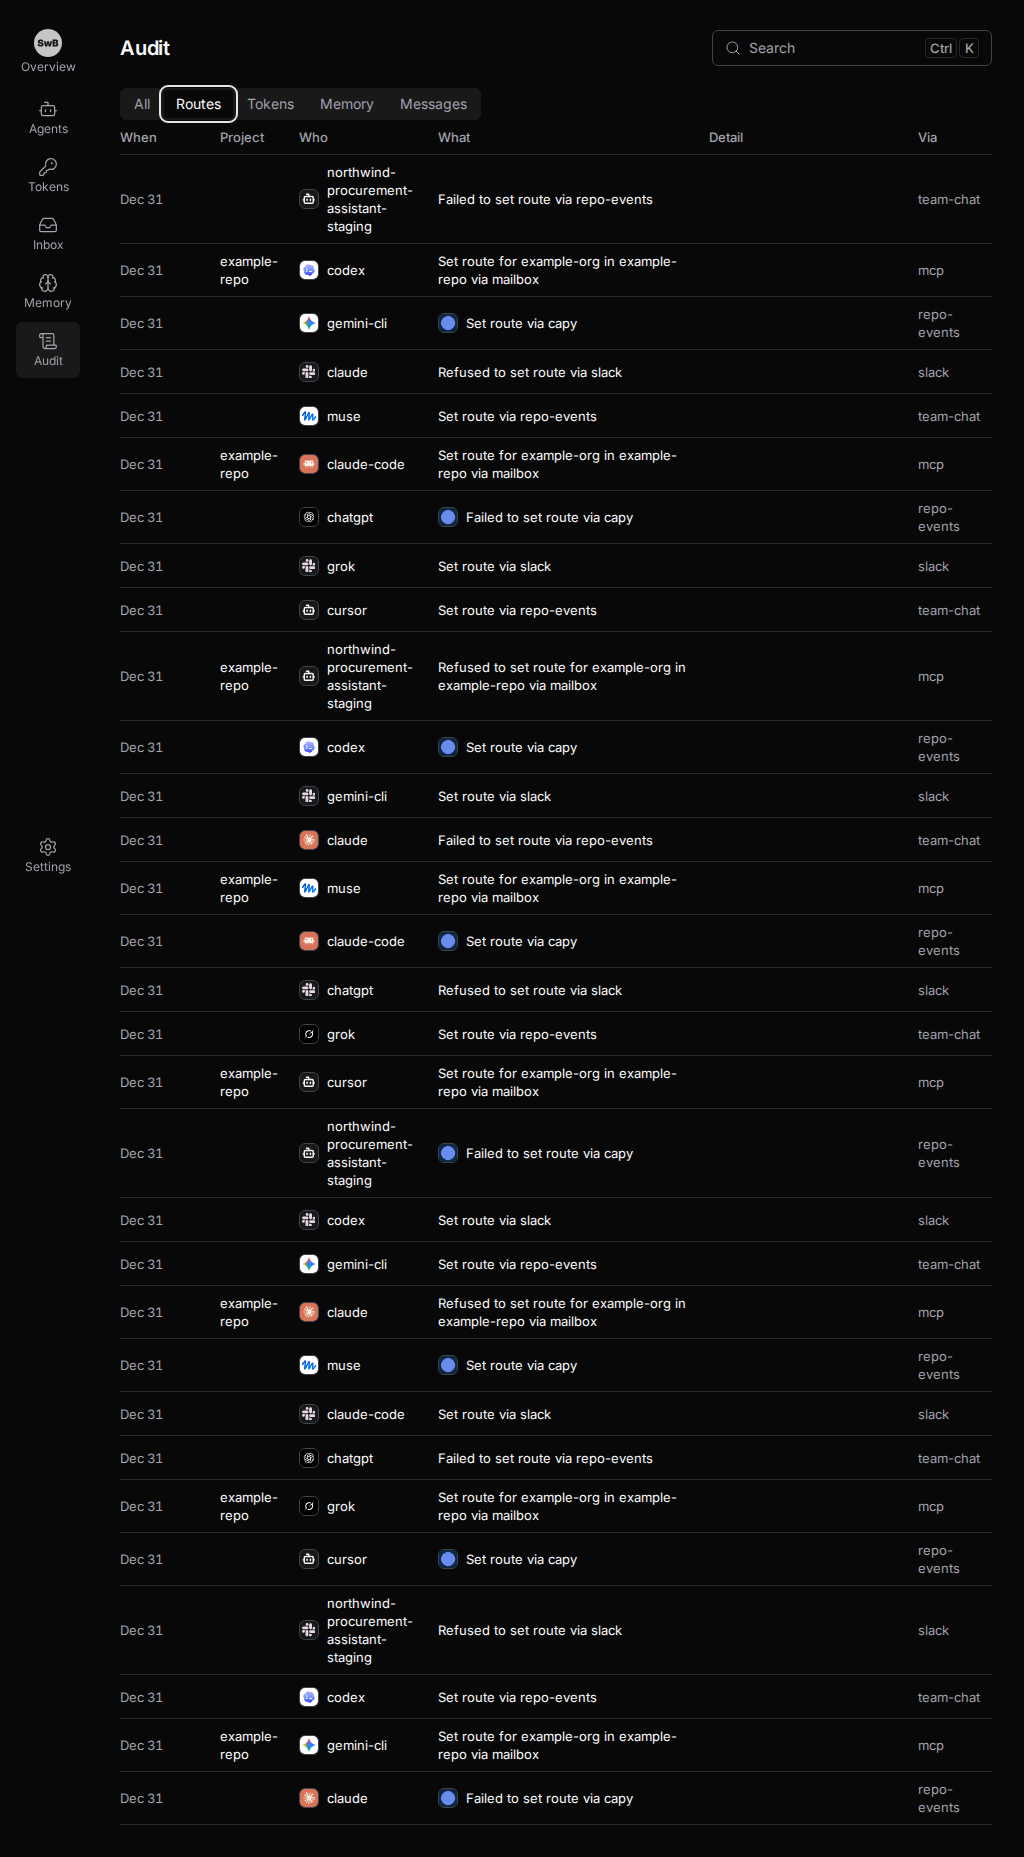 SwB
Overview
Agents
Tokens
Inbox
Memory
Audit
Settings
Audit
Search Ctrl K
All Routes Tokens Memory Messages
When Project Who What Detail Via
Dec 31 northwind-procurement-assistant-staging Failed to set route via repo-events team-chat
Dec 31 example-repo codex Set route for example-org in example-repo via mailbox mcp
Dec 31 gemini-cli Set route via capy repo-events
Dec 31 claude Refused to set route via slack slack
Dec 31 muse Set route via repo-events team-chat
Dec 31 example-repo claude-code Set route for example-org in example-repo via mailbox mcp
Dec 31 chatgpt Failed to set route via capy repo-events
Dec 31 grok Set route via slack slack
Dec 31 cursor Set route via repo-events team-chat
Dec 31 example-repo northwind-procurement-assistant-staging Refused to set route for example-org in example-repo via mailbox mcp
Dec 31 codex Set route via capy repo-events
Dec 31 gemini-cli Set route via slack slack
Dec 31 claude Failed to set route via repo-events team-chat
Dec 31 example-repo muse Set route for example-org in example-repo via mailbox mcp
Dec 31 claude-code Set route via capy repo-events
Dec 31 chatgpt Refused to set route via slack slack
Dec 31 grok Set route via repo-events team-chat
Dec 31 example-repo cursor Set route for example-org in example-repo via mailbox mcp
Dec 31 northwind-procurement-assistant-staging Failed to set route via capy repo-events
Dec 31 codex Set route via slack slack
Dec 31 gemini-cli Set route via repo-events team-chat
Dec 31 example-repo claude Refused to set route for example-org in example-repo via mailbox mcp
Dec 31 muse Set route via capy repo-events
Dec 31 claude-code Set route via slack slack
Dec 31 chatgpt Failed to set route via repo-events team-chat
Dec 31 example-repo grok Set route for example-org in example-repo via mailbox mcp
Dec 31 cursor Set route via capy repo-events
Dec 31 northwind-procurement-assistant-staging Refused to set route via slack slack
Dec 31 codex Set route via repo-events team-chat
Dec 31 example-repo gemini-cli Set route for example-org in example-repo via mailbox mcp
Dec 31 claude Failed to set route via capy repo-events